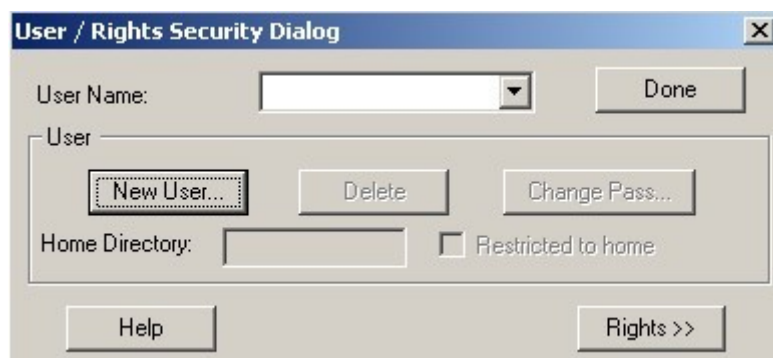 User / Rights Security Dialog
User Name:
Done
User
New User...
Delete
Change Pass...
Home Directory:
Restricted to home
Help
Rights >>